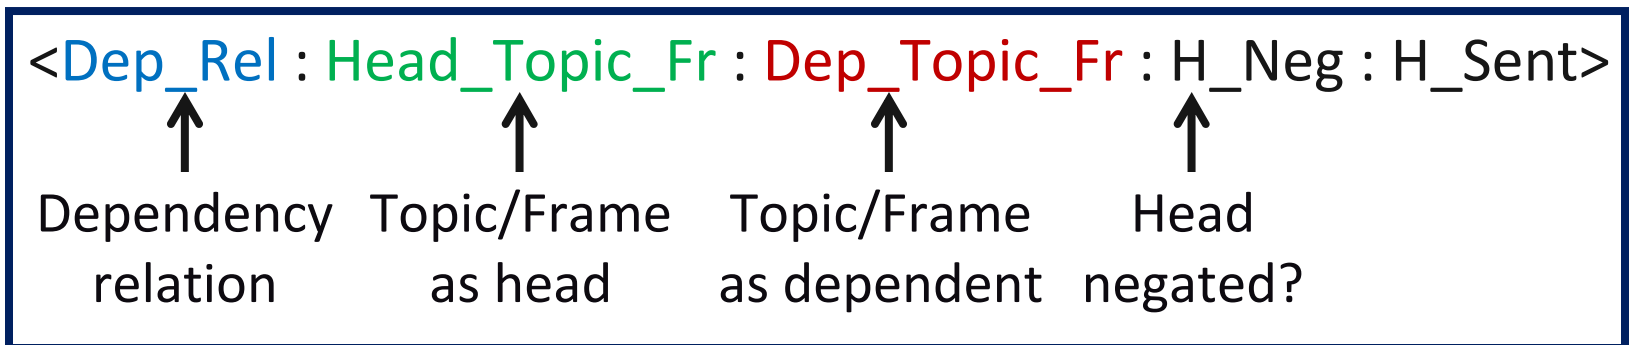 <Dep_Rel : Head_Topic_Fr : Dep_Topic_Fr : H_Neg : H_Sent>
Dependency Topic/Frame Topic/Frame Head
relation as head as dependent negated?